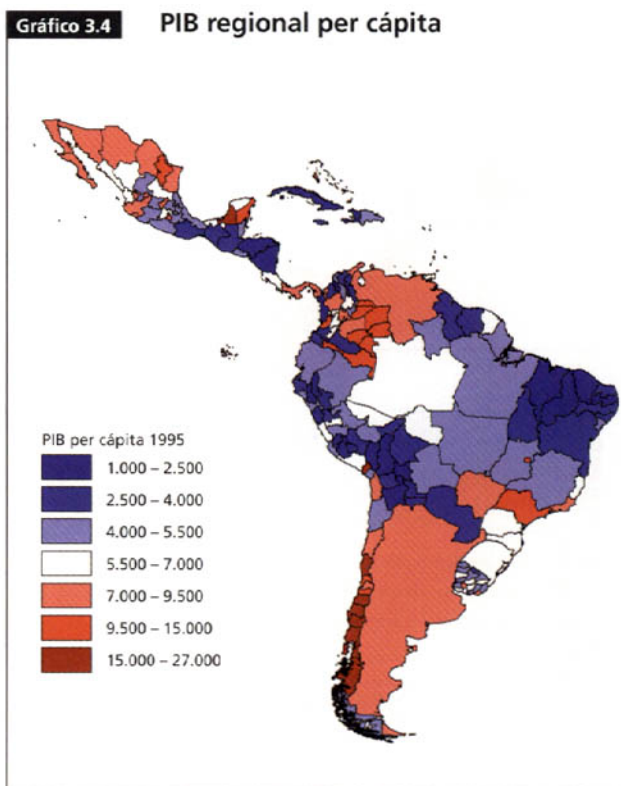 Gráfico 3.4
PIB regional per cápita
PIB per cápita 1995
1.000 – 2.500
2.500 – 4.000
4.000 – 5.500
5.500 – 7.000
7.000 – 9.500
9.500 – 15.000
15.000 – 27.000